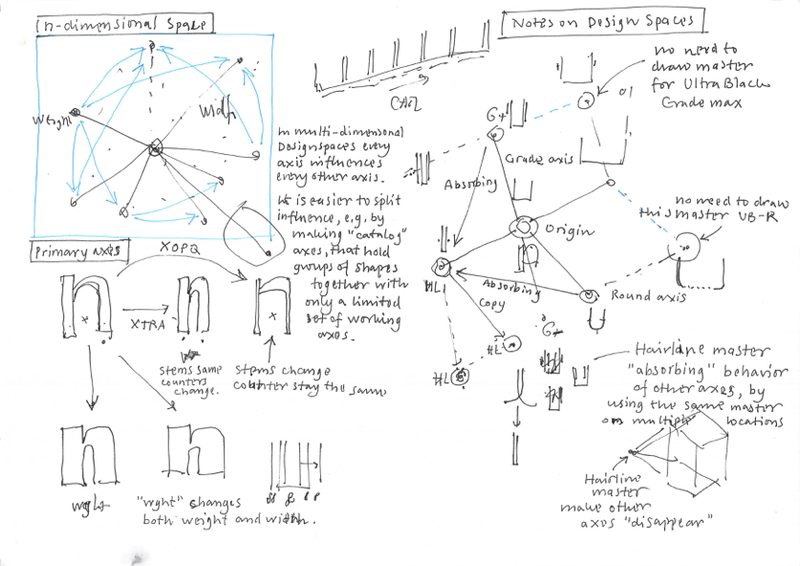 n-dimensional Space
Weight
Width
In multi-dimensional
Designspaces every
axis influences
every other axis.
It is easier to split
influence, e.g. by
making "catalog"
axes, that hold
groups of shapes
together with
only a limited
set of working
axes.
Primary axes
XOPQ
n
n
n
XTRA
Stems same
counters
change.
Stems change
Counter stay the same
n
n
wght
"wght" changes
both weight and width.
Notes on Design Spaces
no need to
draw master
for Ultra Black
Grade max
G+
Grade axis
Absorbing
Origin
n
no need to draw
this master UB-R
HL
Absorbing
Copy
Round axis
G+
HL
HL
Hairline master
"absorbing" behavior
of other axes, by
using the same master
on multiple locations
Hairline
master
make other
axes "disappear"